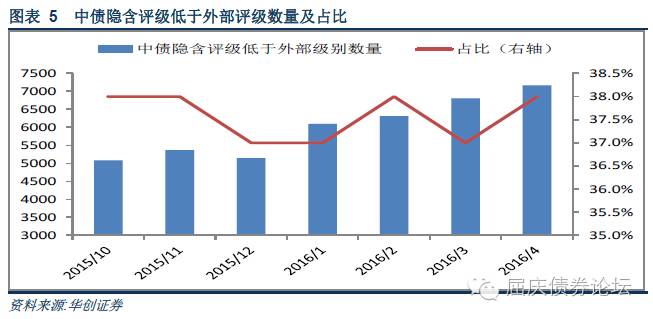 图表 5 中债隐含评级低于外部评级数量及占比
中债隐含评级低于外部级别数量 占比（右轴）
7500 38.5%
7000 38.0%
6500 37.5%
6000 37.0%
5500
5000 36.5%
4500 36.0%
4000
3500 35.5%
3000 35.0%
2015/10 2015/11 2015/12 2016/1 2016/2 2016/3 2016/4
屈庆债券论坛
资料来源:华创证券